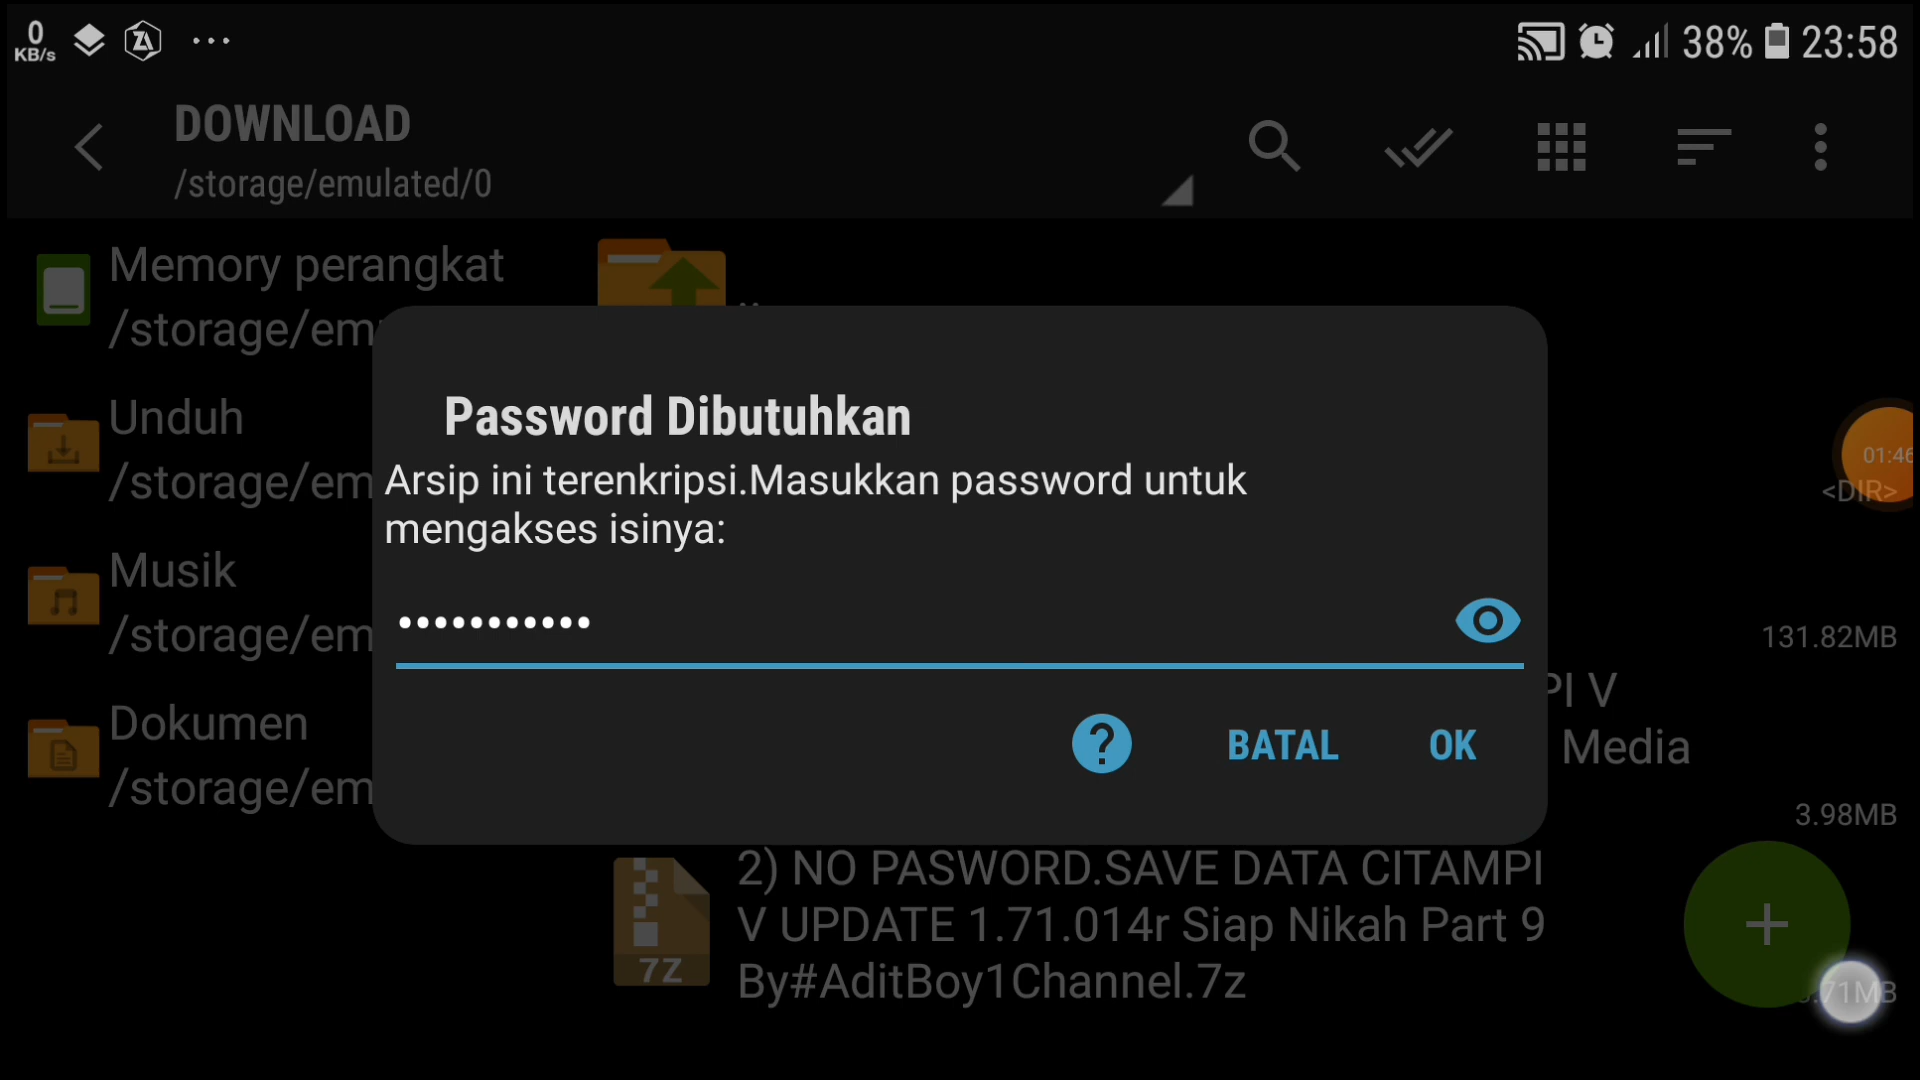 0
KB/s
38%
23:58
DOWNLOAD
/storage/emulated/0
Memory perangkat
/storage/em
Unduh
/storage/em
Musik
/storage/em
Dokumen
/storage/em
..
Password Dibutuhkan
Arsip ini terenkripsi.Masukkan password untuk
mengakses isinya:
•••••••••••
?
BATAL
OK
01:46
<DIR>
131.82MB
PI V
Media
3.98MB
2) NO PASWORD.SAVE DATA CITAMPI
V UPDATE 1.71.014r Siap Nikah Part 9
By#AditBoy1Channel.7z
7Z
.71MB